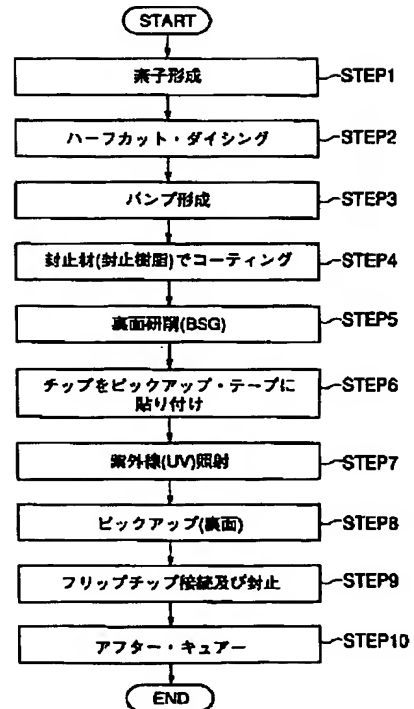 START
素子形成 STEP1
ハーフカット・ダイシング STEP2
バンプ形成 STEP3
封止材(封止樹脂)でコーティング STEP4
裏面研削(BSG) STEP5
チップをピックアップ・テープに
貼り付け STEP6
紫外線(UV)照射 STEP7
ピックアップ(裏面) STEP8
フリップチップ接続及び封止 STEP9
アフター・キュアー STEP10
END